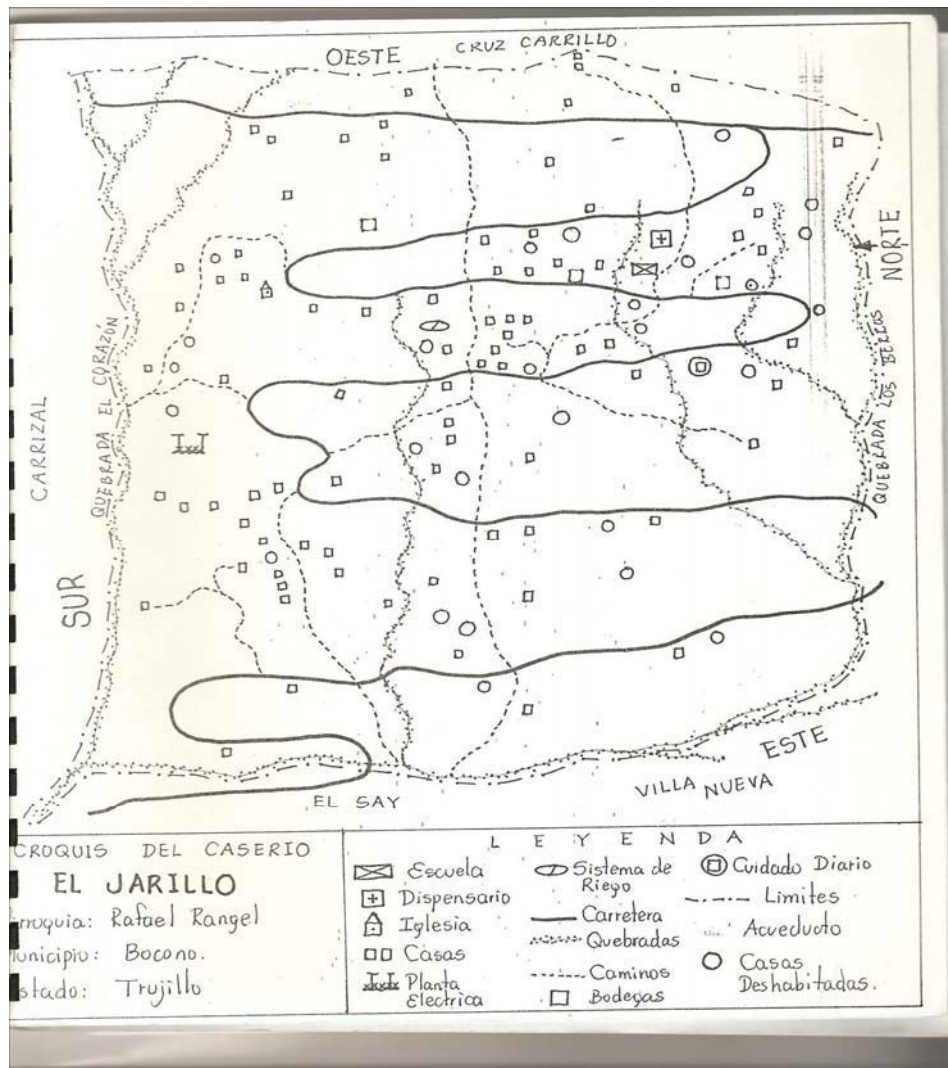 OESTE
CRUZ CARRILLO
NORTE
QUEBRADA LOS BEZZOS
QUEBRADA EL CORAZÓN
CARRIZAL
SUR
ESTE
VILLA NUEVA
EL SAY
CROQUIS DEL CASERIO
EL JARILLO
rroquia: Rafael Rangel
unicipio: Bocono.
stado: Trujillo
LEYENDA
Escuela
Dispensario
Iglesia
Casas
Planta
Electrica
Sistema de
Riego
Carretera
Quebradas
Caminos
Bodegas
Cuidado Diario
Limites
Acueducto
Casas
Deshabitadas.